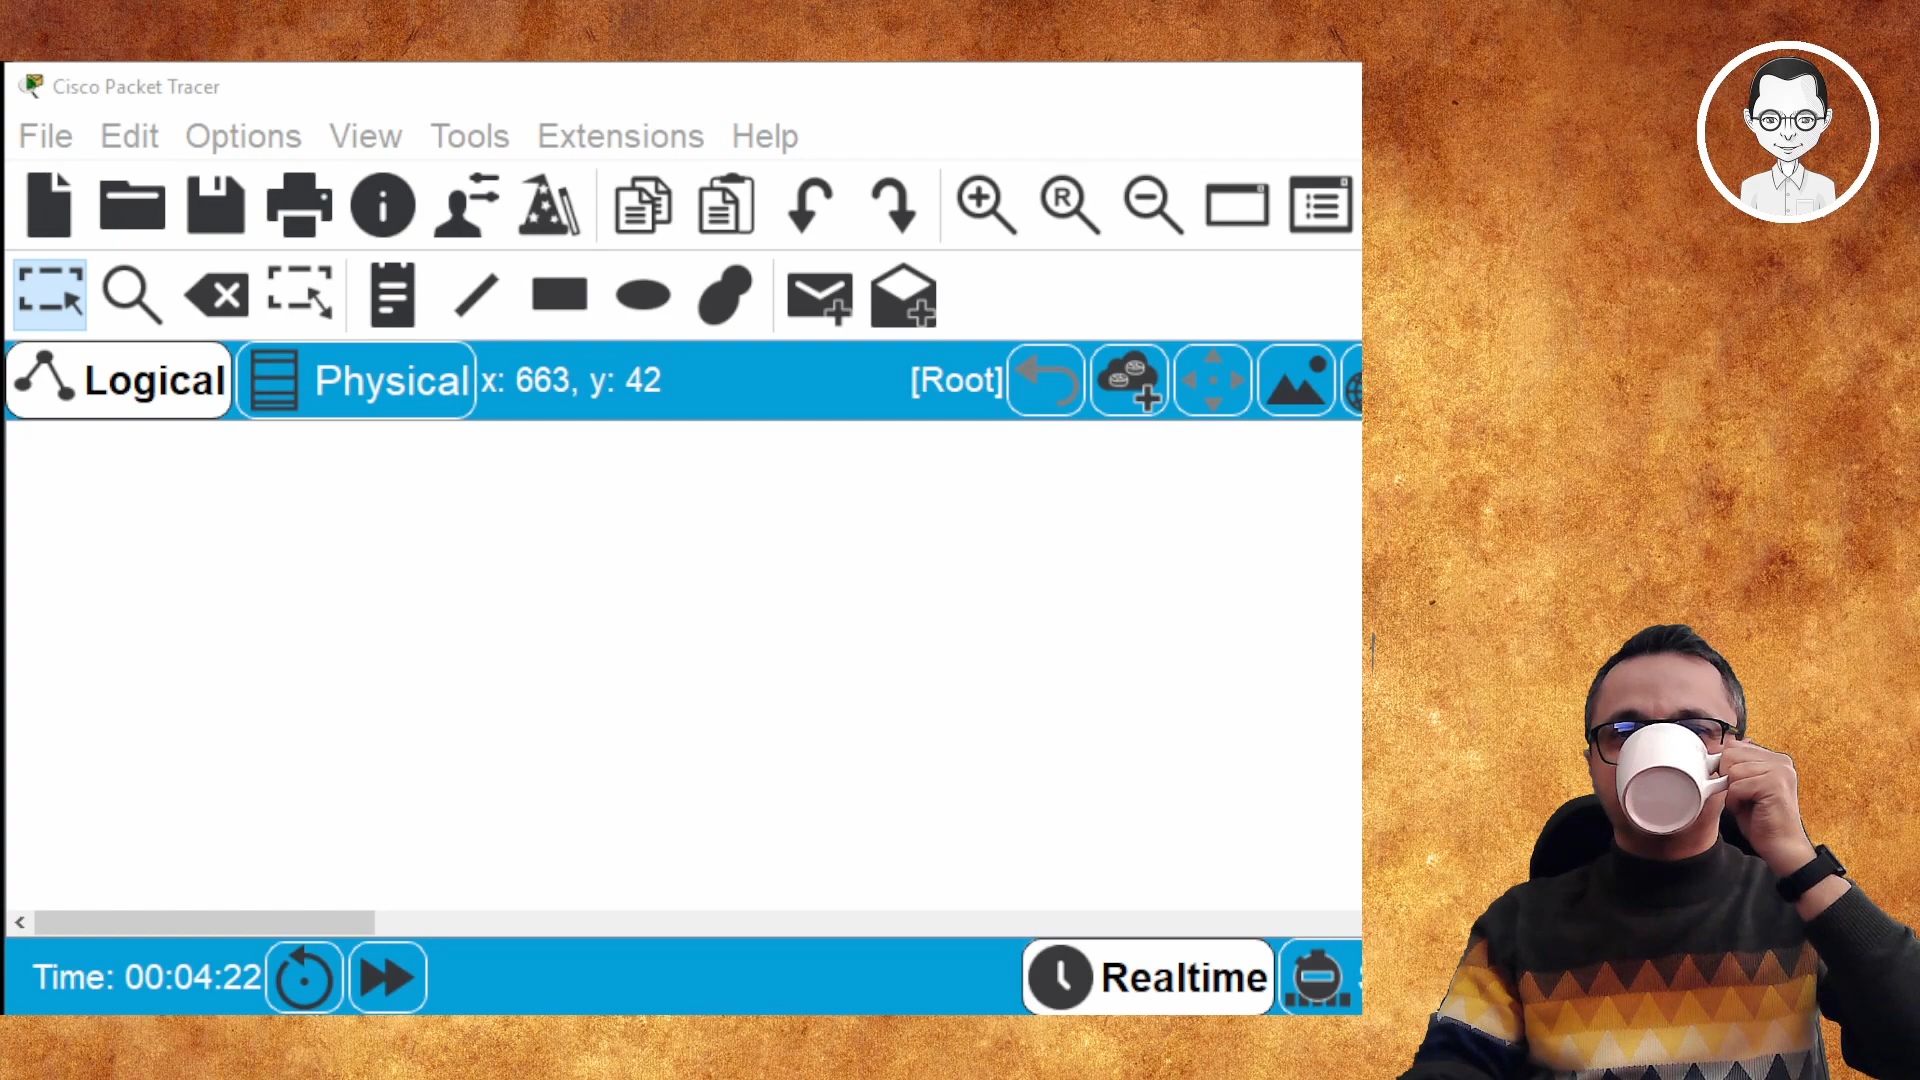 Cisco Packet Tracer
File Edit Options View Tools Extensions Help
R
Logical Physical x: 663, y: 42 [Root]
Time: 00:04:22 Realtime